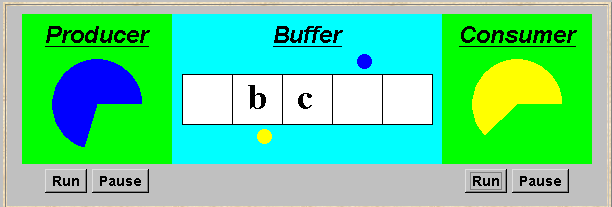 Producer Buffer Consumer
b c
Run Pause Run Pause